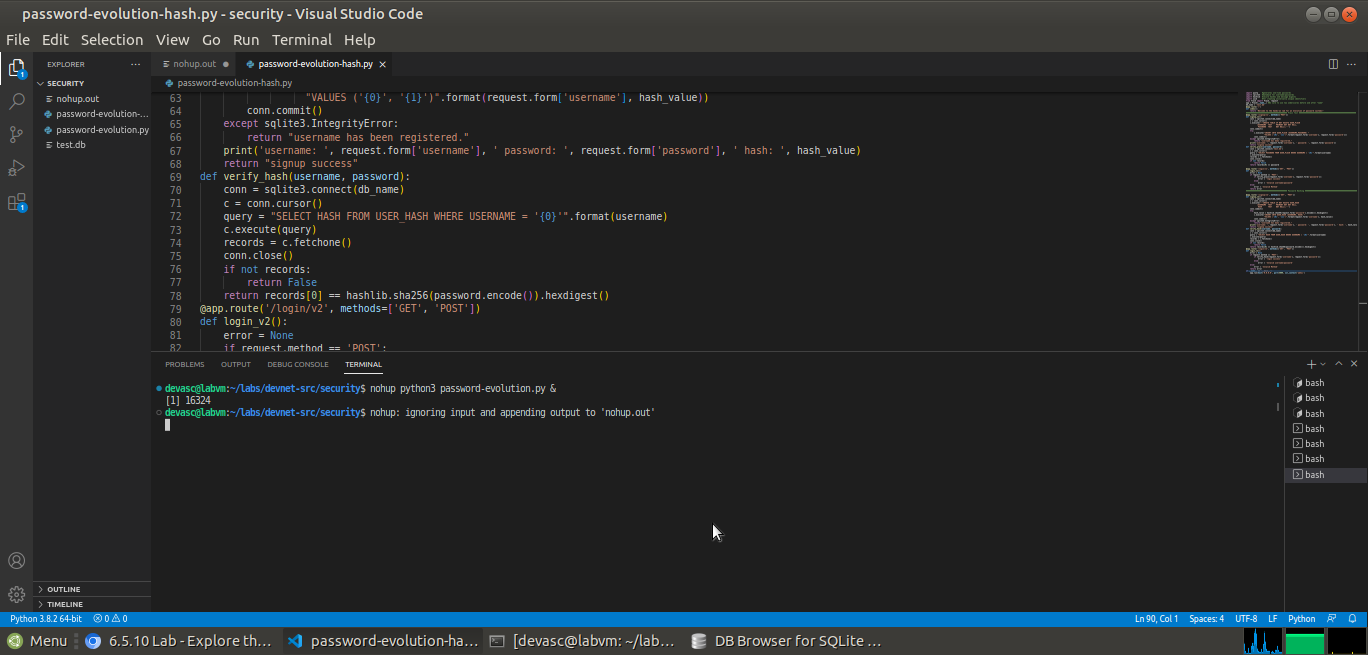 password-evolution-hash.py - security - Visual Studio Code
File Edit Selection View Go Run Terminal Help
EXPLORER ...
nohup.out
password-evolution-hash.py
SECURITY
password-evolution-hash.py
nohup.out
password-evolution-...
password-evolution.py
test.db
63 "VALUES ('{0}', '{1}')".format(request.form['username'], hash_value))
64 conn.commit()
65 except sqlite3.IntegrityError:
66 return "username has been registered."
67 print('username: ', request.form['username'], ' password: ', request.form['password'], ' hash: ', hash_value)
68 return "signup success"
69 def verify_hash(username, password):
70 conn = sqlite3.connect(db_name)
71 c = conn.cursor()
72 query = "SELECT HASH FROM USER_HASH WHERE USERNAME = '{0}'".format(username)
73 c.execute(query)
74 records = c.fetchone()
75 conn.close()
76 if not records:
77 return False
78 return records[0] == hashlib.sha256(password.encode()).hexdigest()
79 @app.route('/login/v2', methods=['GET', 'POST'])
80 def login_v2():
81 error = None
82 if request.method == 'POST':
PROBLEMS OUTPUT DEBUG CONSOLE TERMINAL
devasc@labvm:~/labs/devnet-src/security$ nohup python3 password-evolution.py &
[1] 16324
devasc@labvm:~/labs/devnet-src/security$ nohup: ignoring input and appending output to 'nohup.out'
bash
bash
bash
bash
bash
bash
bash
OUTLINE
TIMELINE
1
1
Python 3.8.2 64-bit 0 0 Ln 90, Col 1 Spaces: 4 UTF-8 LF Python
Menu 6.5.10 Lab - Explore th... password-evolution-ha... [devasc@labvm: ~/lab... DB Browser for SQLite ...